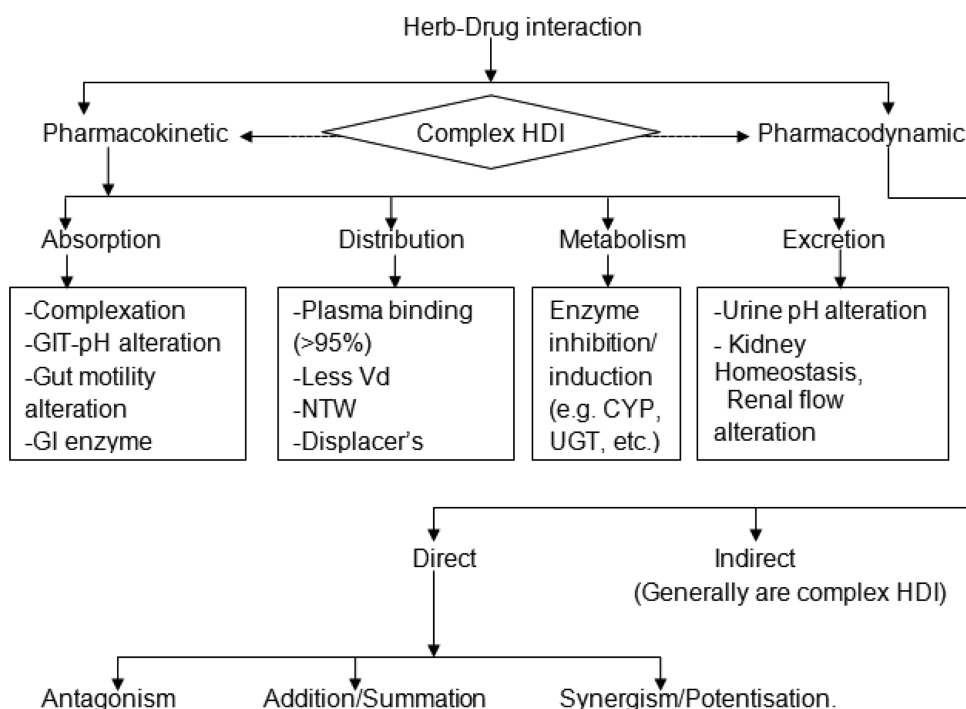 Herb-Drug interaction
Pharmacokinetic
Complex HDI
Pharmacodynamic
Absorption
Distribution
Metabolism
Excretion
-Complexation
-GIT-pH alteration
-Gut motility
alteration
-GI enzyme
-Plasma binding
(>95%)
-Less Vd
-NTW
-Displacer's
Enzyme
inhibition/
induction
(e.g. CYP,
UGT, etc.)
-Urine pH alteration
- Kidney
Homeostasis,
Renal flow
alteration
Direct
Indirect
(Generally are complex HDI)
Antagonism
Addition/Summation
Synergism/Potentisation.